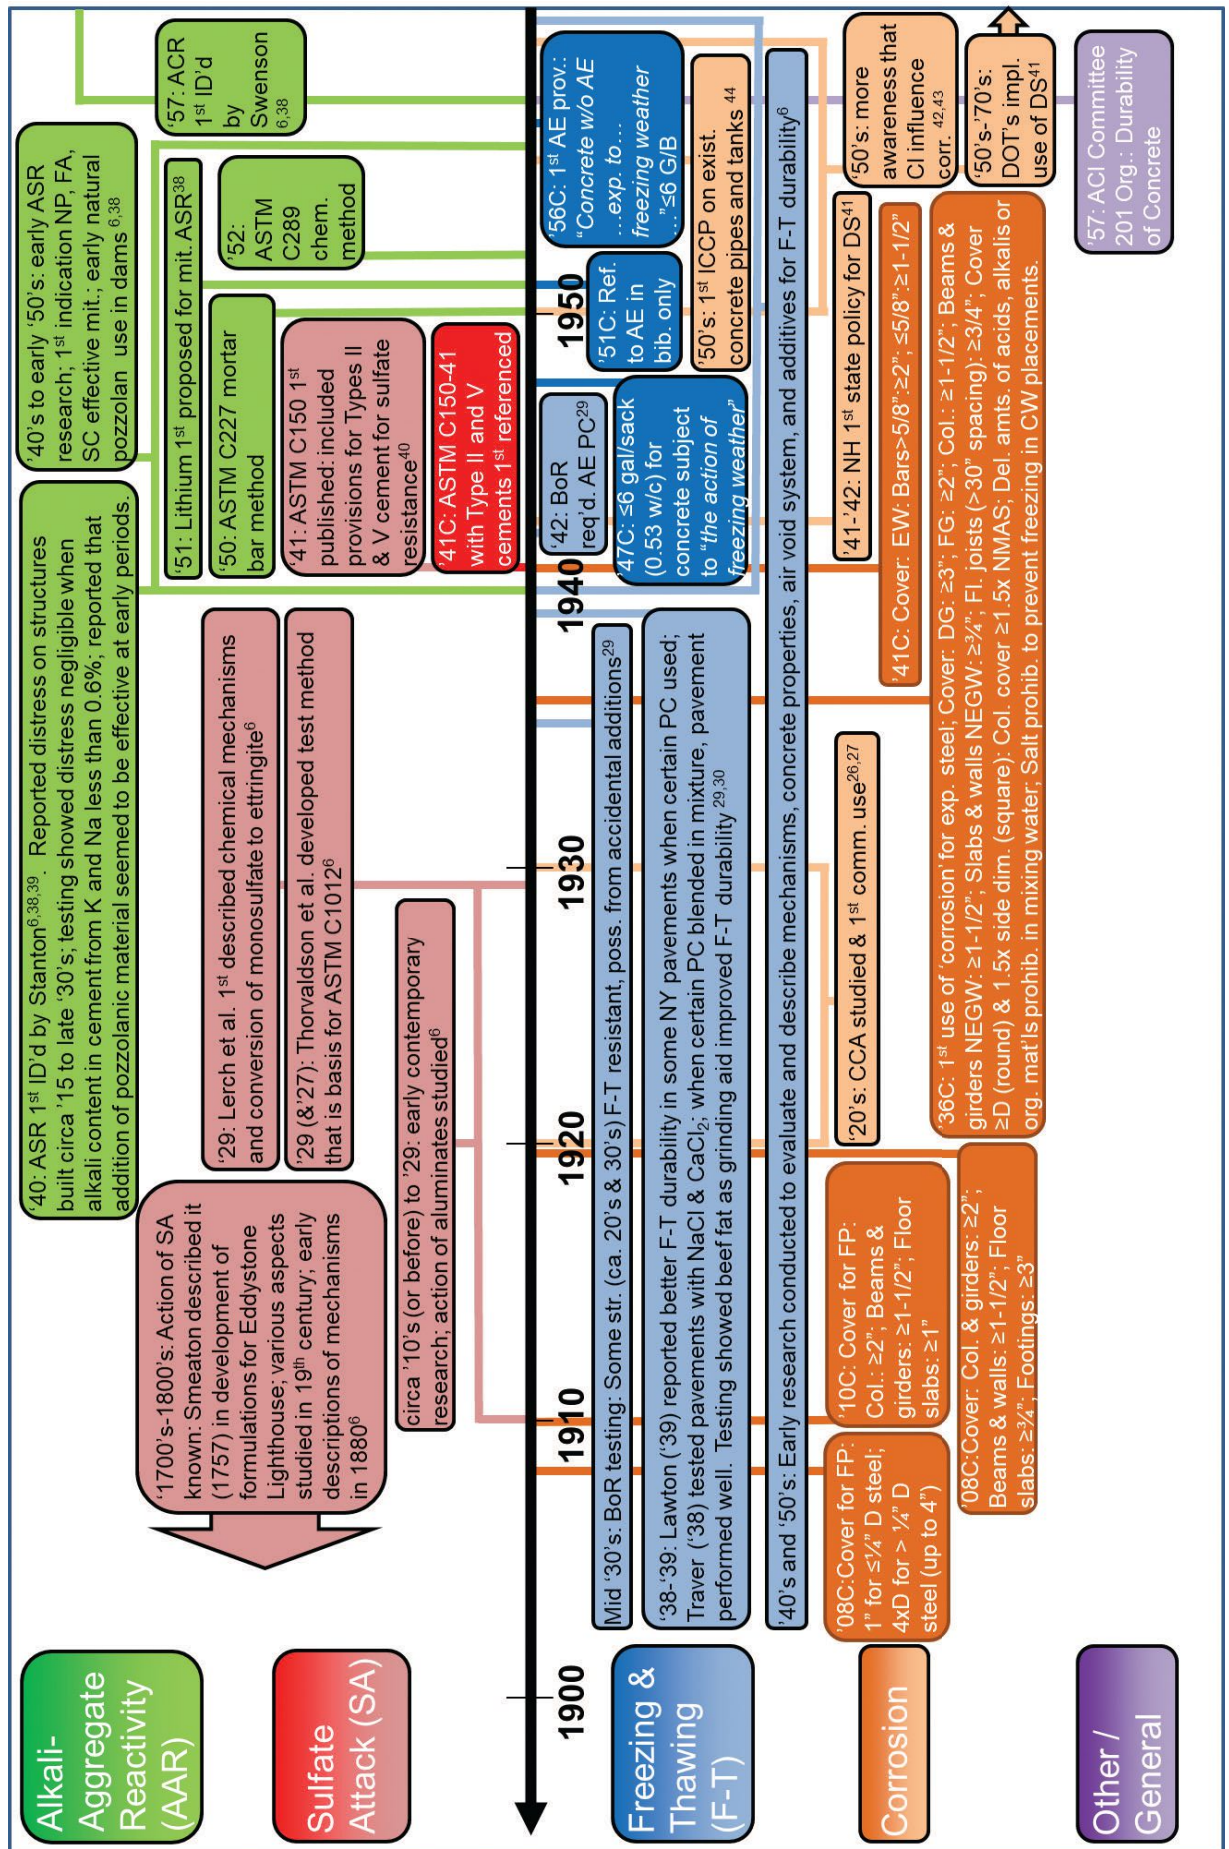 Alkali-
Aggregate
Reactivity
(AAR)
'40: ASR 1st ID'd by Stanton6,38,39. Reported distress on structures
built circa '15 to late '30's; testing showed distress negligible when
alkali content in cement from K and Na less than 0.6%; reported that
addition of pozzolanic material seemed to be effective at early periods.
'40's to early '50's: early ASR
research; 1st indication NP, FA,
SC effective mit.; early natural
pozzolan use in dams 6,38
'51: Lithium 1st proposed for mit. ASR38
'50: ASTM C227 mortar
bar method
'52:
ASTM
C289
chem.
method
'57: ACR
1st ID'd
by
Swenson
6,38
Sulfate
Attack (SA)
'1700's-1800's: Action of SA
known: Smeaton described it
(1757) in development of
formulations for Eddystone
Lighthouse; various aspects
studied in 19th century; early
descriptions of mechanisms
in 18806
'29: Lerch et al. 1st described chemical mechanisms
and conversion of monosulfate to ettringite6
'29 (&'27): Thorvaldson et al. developed test method
that is basis for ASTM C10126
circa '10's (or before) to '29: early contemporary
research; action of aluminates studied6
'41: ASTM C150 1st
published: included
provisions for Types II
& V cement for sulfate
resistance40
'41C: ASTM C150-41
with Type II and V
cements 1st referenced
1900
1910
1920
1930
1940
1950
Freezing &
Thawing
(F-T)
Mid '30's: BoR testing: Some str. (ca. 20's & 30's) F-T resistant, poss. from accidental additions29
'38-'39: Lawton ('39) reported better F-T durability in some NY pavements when certain PC used;
Traver ('38) tested pavements with NaCl & CaCl2; when certain PC blended in mixture, pavement
performed well. Testing showed beef fat as grinding aid improved F-T durability 29,30
'40's and '50's: Early research conducted to evaluate and describe mechanisms, concrete properties, air void system, and additives for F-T durability6
'42: BoR
req'd. AE PC29
'47C: ≤6 gal/sack
(0.53 w/c) for
concrete subject
to "the action of
freezing weather"
'51C: Ref.
to AE in
bib. only
'56C: 1st AE prov.:
"Concrete w/o AE
…exp. to…
freezing weather
…"≤6 G/B
'50's: 1st ICCP on exist.
concrete pipes and tanks 44
Corrosion
'08C:Cover for FP:
1" for ≤¼" D steel;
4xD for > ¼" D
steel (up to 4")
'10C: Cover for FP:
Col.: ≥2"; Beams &
girders: ≥1-1/2"; Floor
slabs: ≥1"
'08C:Cover: Col. & girders: ≥2";
Beams & walls: ≥1-1/2"; Floor
slabs: ≥¾"; Footings: ≥3"
'20's: CCA studied & 1st comm. use26,27
'36C: 1st use of 'corrosion' for exp. steel; Cover: DG: ≥3"; FG: ≥2"; Col.: ≥1-1/2"; Beams &
girders NEGW: ≥1-1/2"; Slabs & walls NEGW: ≥¾"; Fl. joists (>30" spacing): ≥3/4"; Cover
≥D (round) & 1.5x side dim. (square): Col. cover ≥1.5x NMAS; Del. amts. of acids, alkalis or
org. mat'ls prohib. in mixing water; Salt prohib. to prevent freezing in CW placements.
'41C: Cover: EW: Bars>5/8":≥2"; ≤5/8":≥1-1/2"
'41-'42: NH 1st state policy for DS41
'50's: more
awareness that
Cl influence
corr. 42,43
'50's-'70's:
DOT's impl.
use of DS41
Other /
General
'57: ACI Committee
201 Org.: Durability
of Concrete